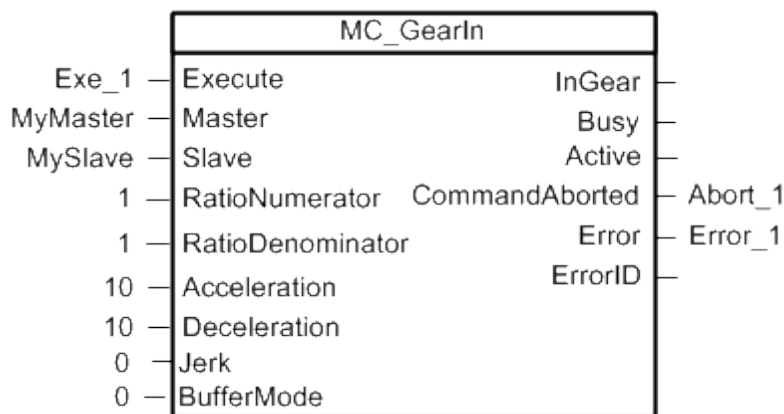 MC_GearIn
Exe_1 Execute InGear
MyMaster Master Busy
MySlave Slave Active
1 RatioNumerator CommandAborted Abort_1
1 RatioDenominator Error Error_1
10 Acceleration ErrorID
10 Deceleration
0 Jerk
0 BufferMode